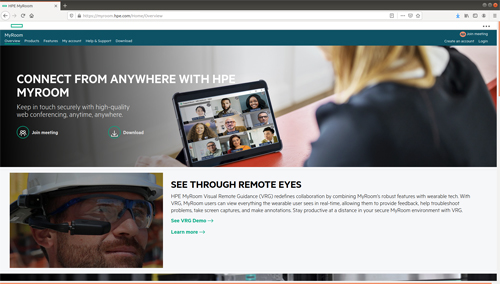 HPE MyRoom
https://myroom.hpe.com/home/overview
MyRoom
Join meeting
Overview Products Features My account Help & Support Download
Create an account Login
CONNECT FROM ANYWHERE WITH HPE
MYROOM
Keep in touch securely with high-quality
web conferencing, anytime, anywhere.
Join meeting
Download
SEE THROUGH REMOTE EYES
HPE MyRoom Visual Remote Guidance (VRG) redefines collaboration by combining MyRoom's robust features with wearable tech. With
VRG, MyRoom users can view everything the wearable user sees in real-time, allowing them to provide feedback, help troubleshoot
problems, take screen captures, and make annotations. Stay productive at a distance in your secure MyRoom environment with VRG.
See VRG Demo →
Learn more →